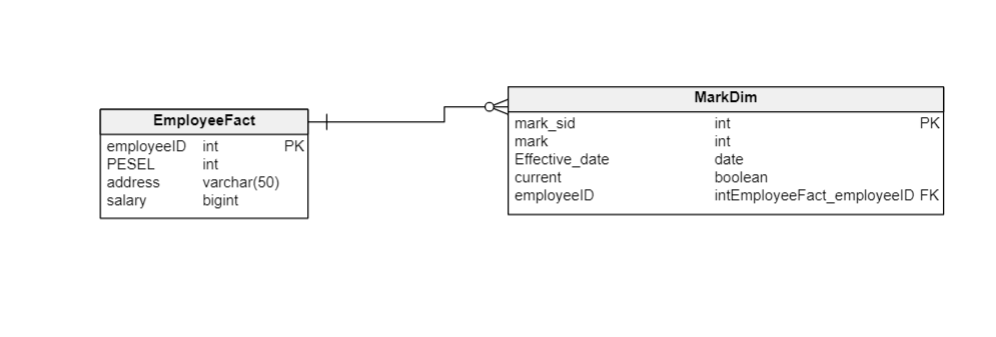 EmployeeFact
employeeID int PK
PESEL int
address varchar(50)
salary bigint
MarkDim
mark_sid int PK
mark int
Effective_date date
current boolean
employeeID intEmployeeFact_employeeID FK